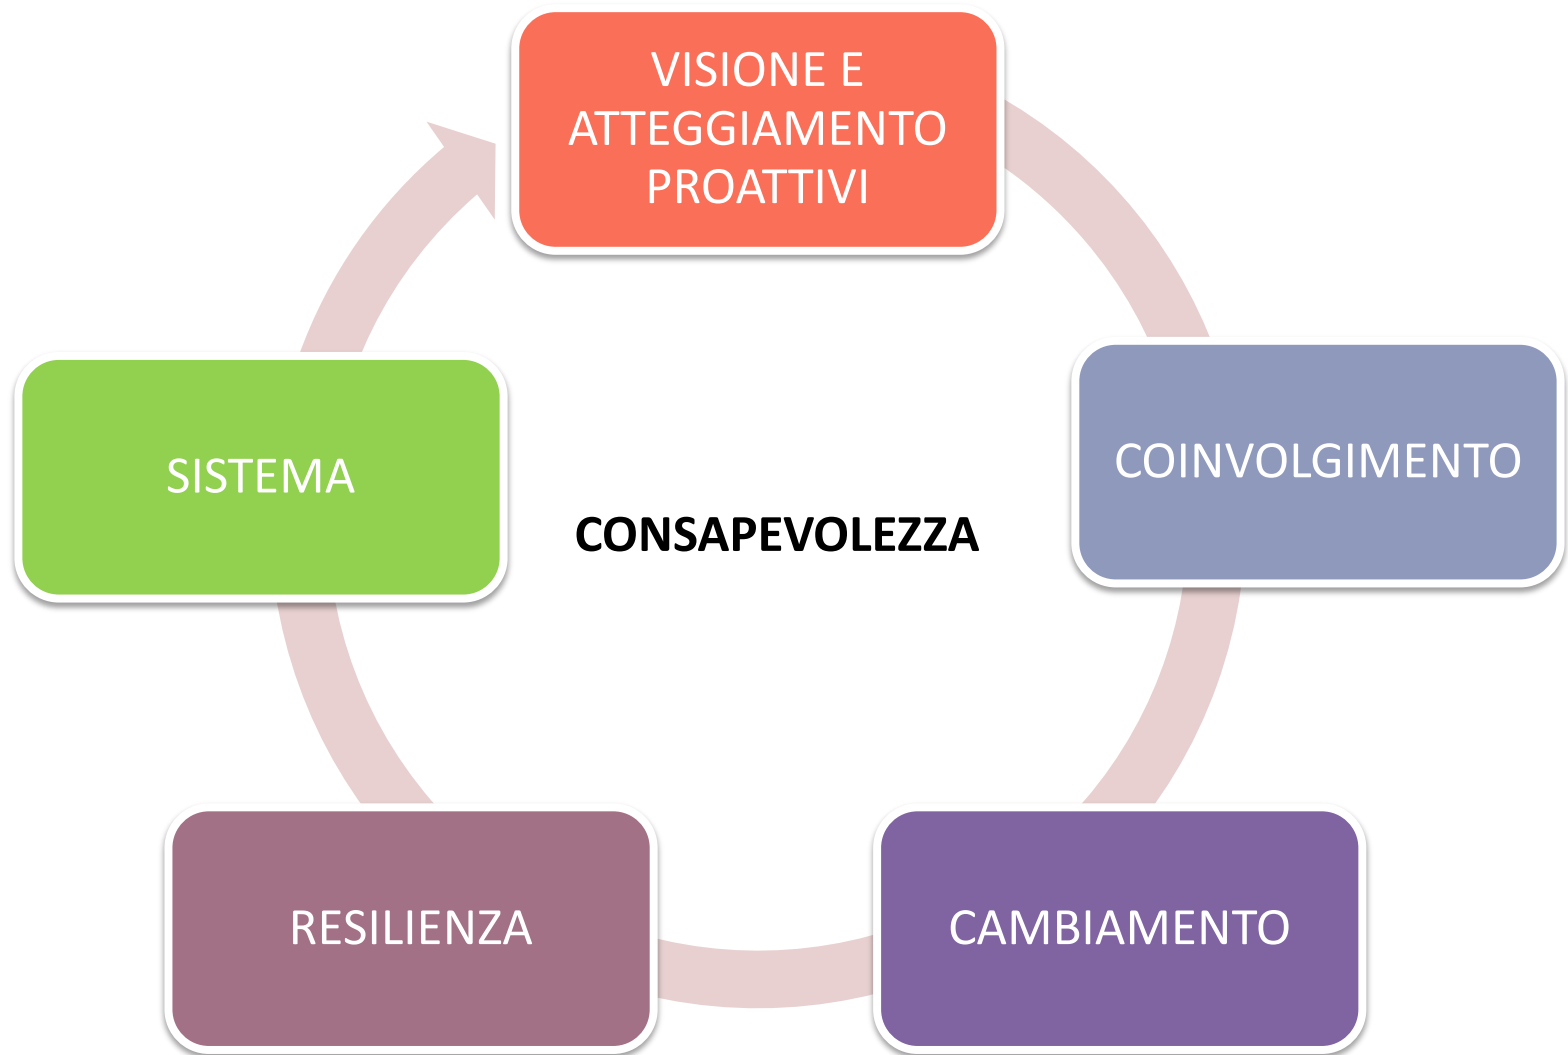 VISIONE E
ATTEGGIAMENTO
PROATTIVI
COINVOLGIMENTO
SISTEMA
CONSAPEVOLEZZA
RESILIENZA
CAMBIAMENTO